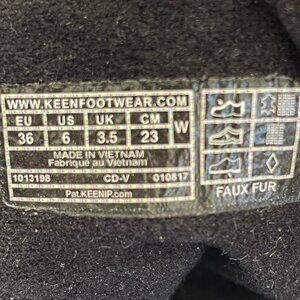 WWW.KEENFOOTWEAR.COM
EU US UK CM W
36 6 3.5 23
MADE IN VIETNAM
Fabriqué au Vietnam
1013198 CD-V 010817
Pat.KEENIP.com
FAUX FUR